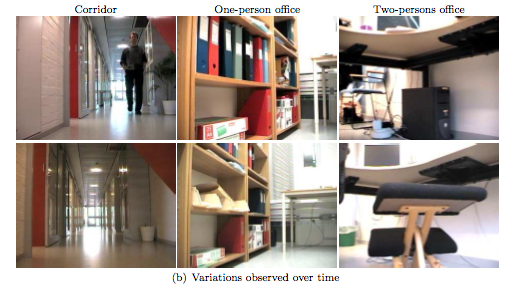 Corridor
One-person office
Two-persons office
(b) Variations observed over time